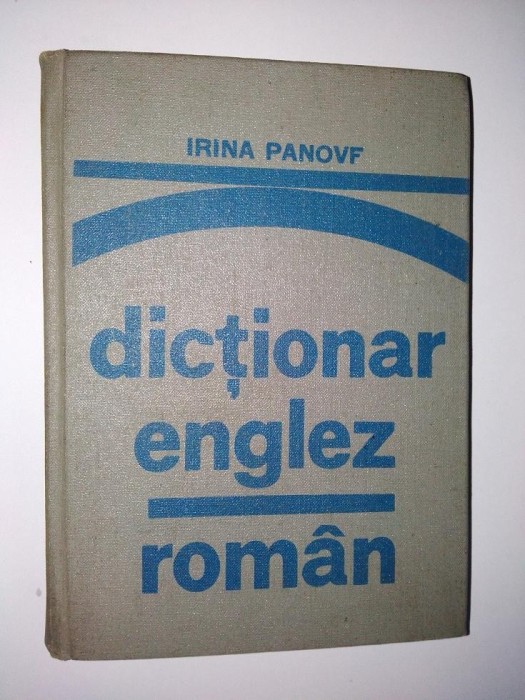 IRINA PANOVF
dicționar
englez
român